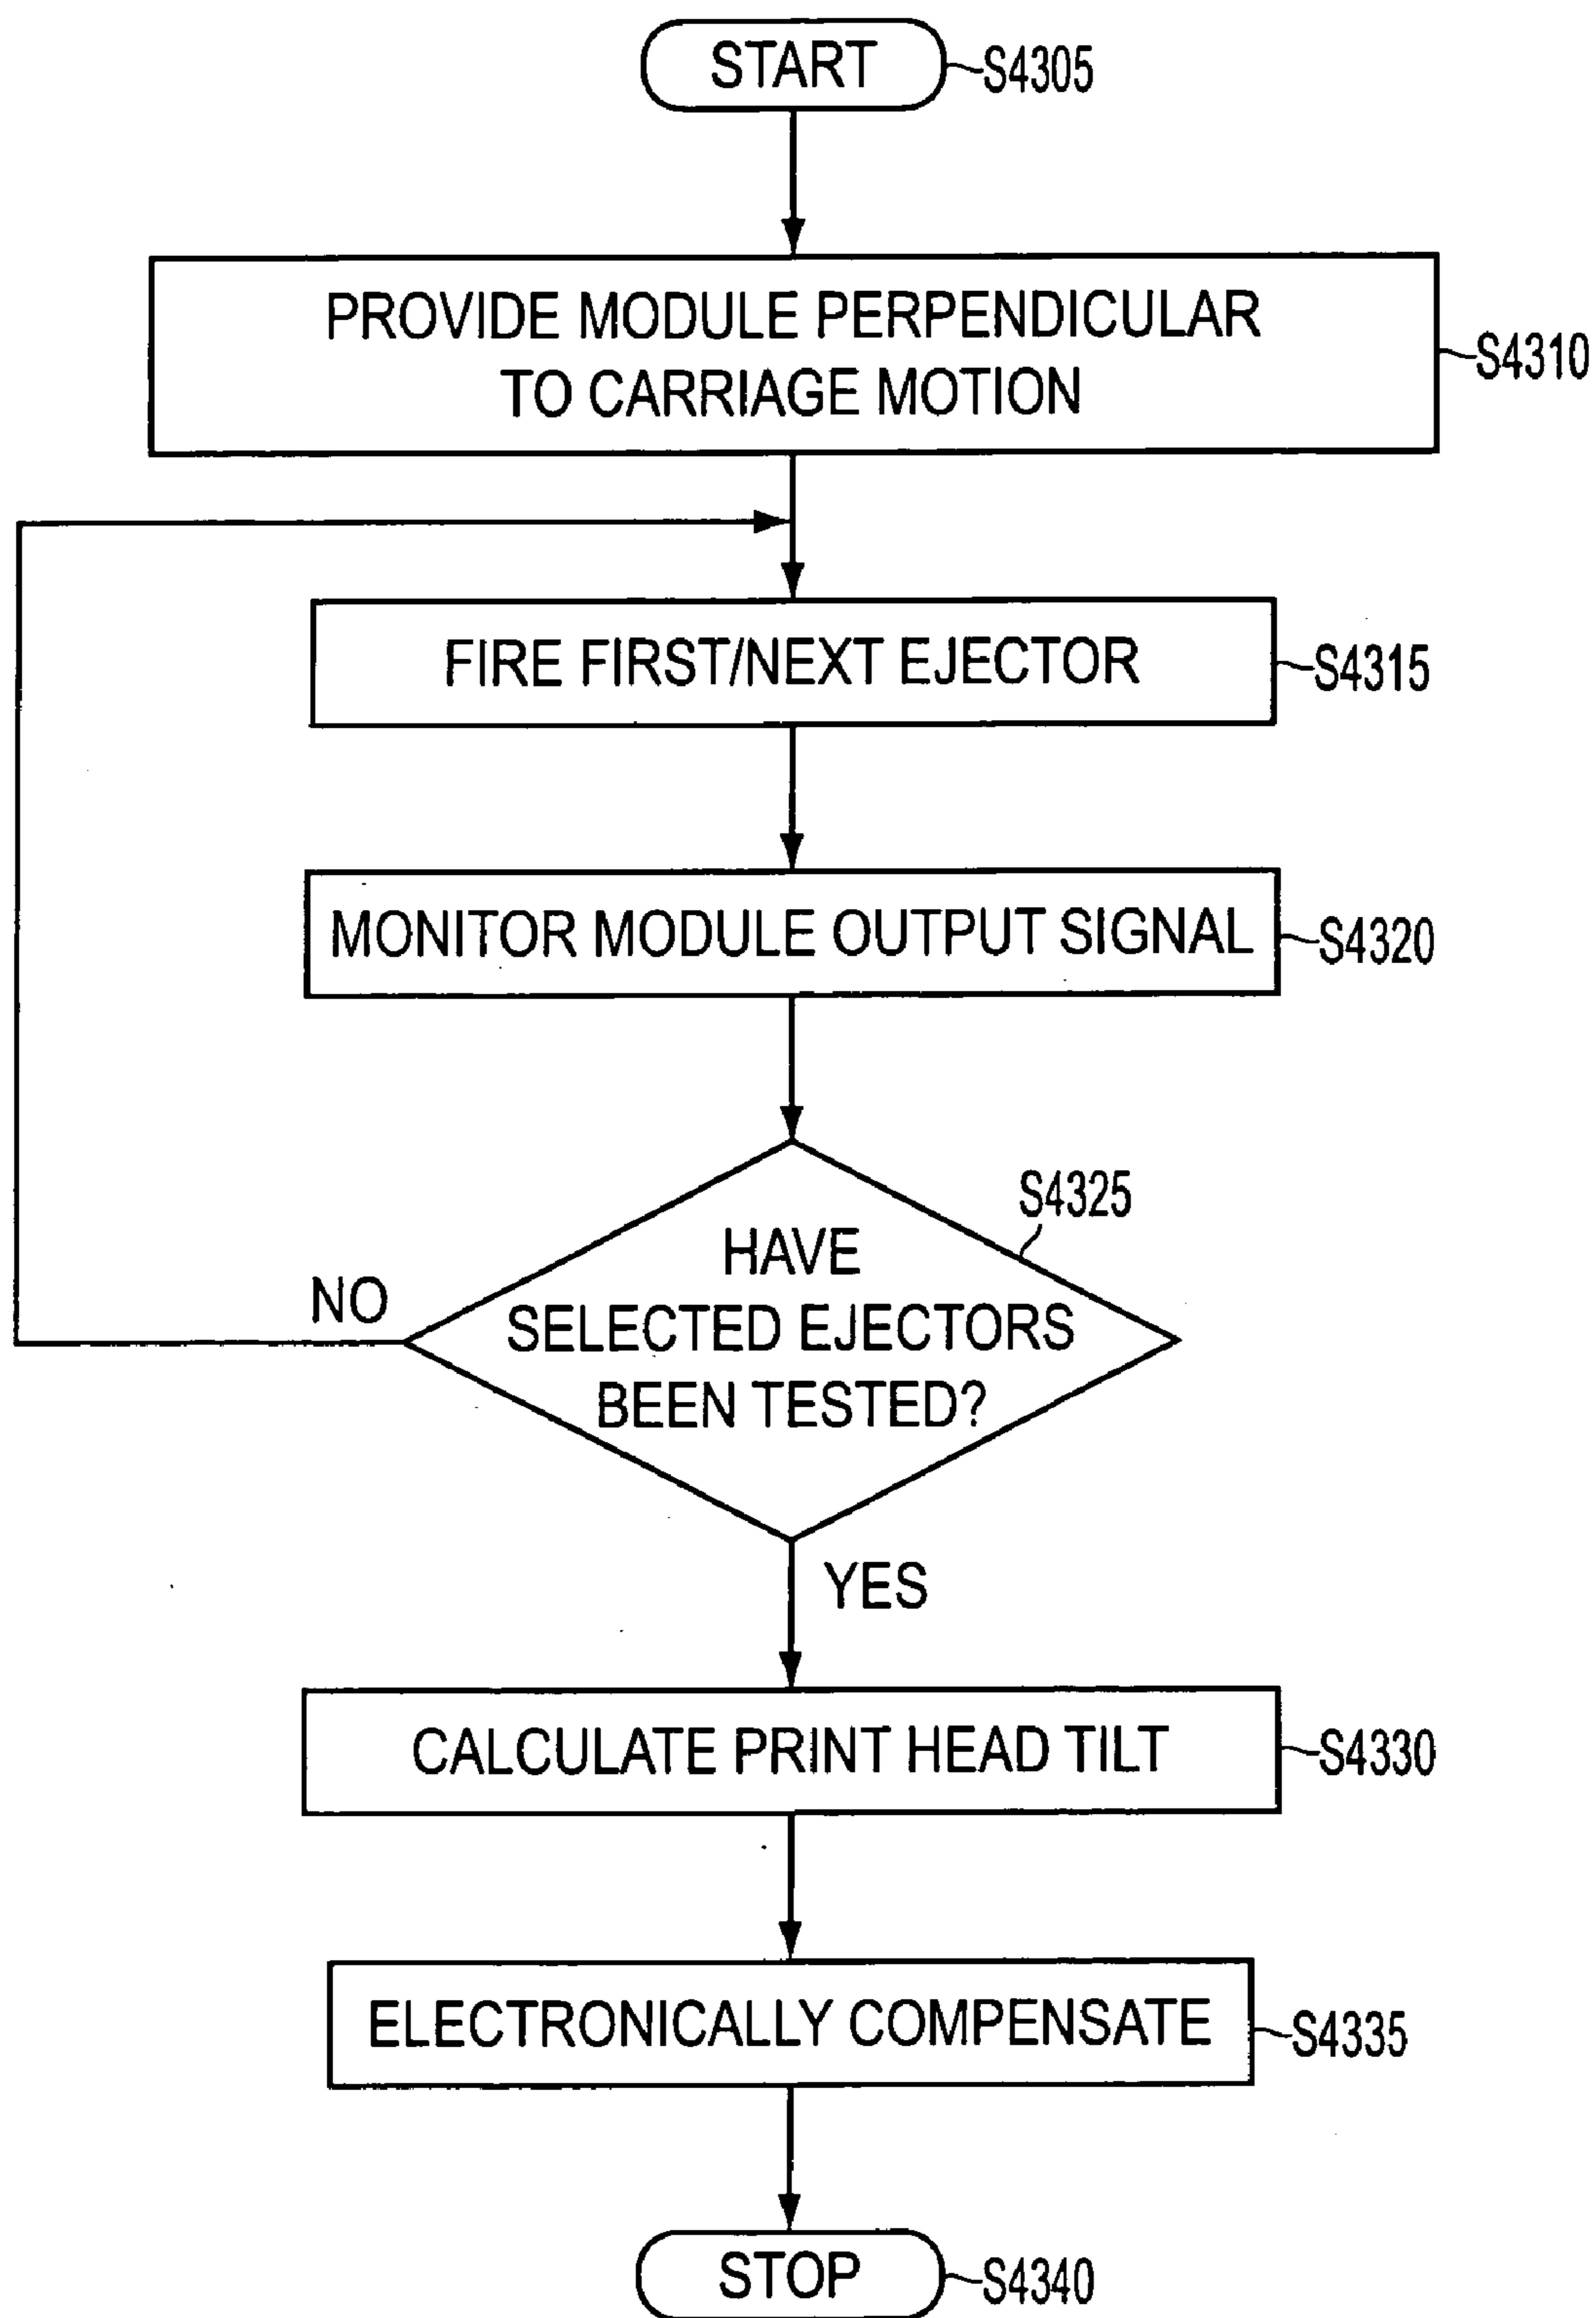 START
S4305
PROVIDE MODULE PERPENDICULAR
TO CARRIAGE MOTION
S4310
FIRE FIRST/NEXT EJECTOR
S4315
MONITOR MODULE OUTPUT SIGNAL
S4320
S4325
HAVE
SELECTED EJECTORS
BEEN TESTED?
NO
YES
CALCULATE PRINT HEAD TILT
S4330
ELECTRONICALLY COMPENSATE
S4335
STOP
S4340